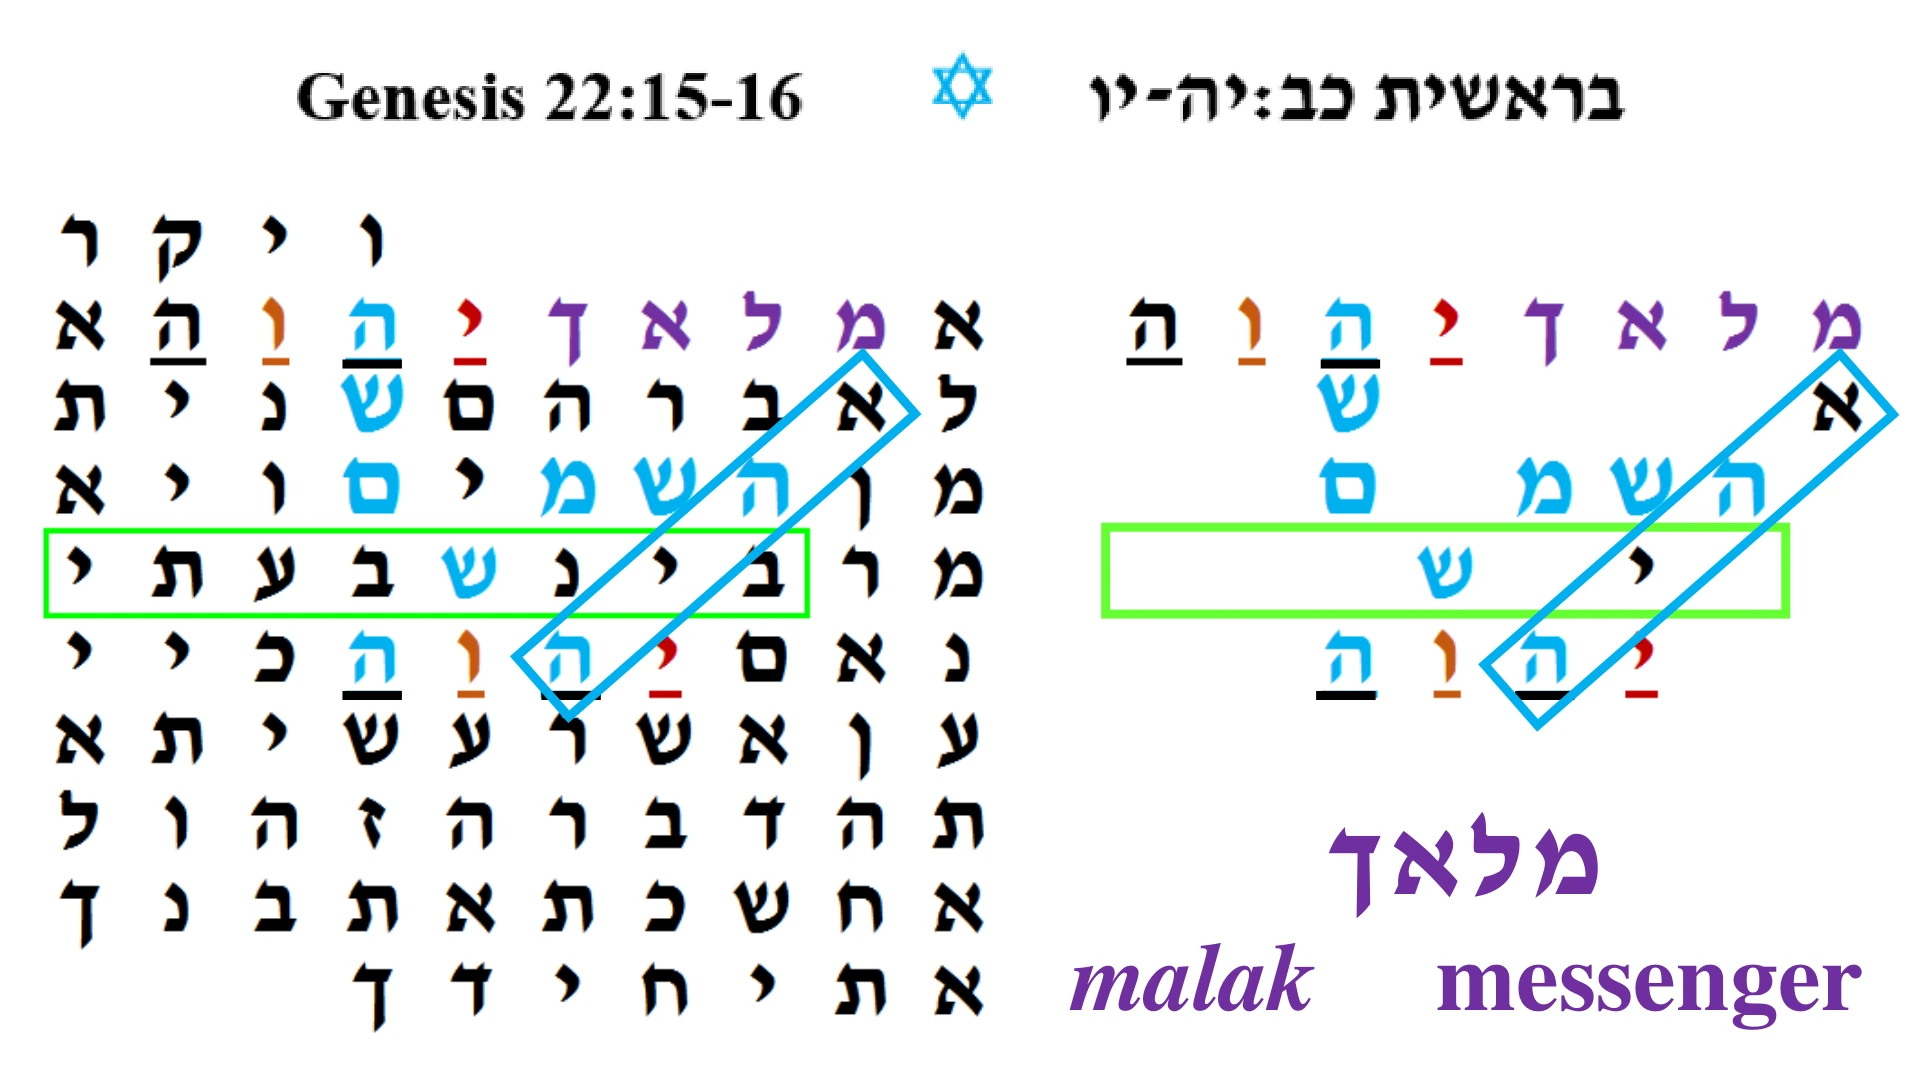 Genesis 22:15-16 ✡ בראשית כב:יה-יו
ו י ק ר
א מ ל א ך י ה ו ה א
ל א ב ר ה ם ש נ י ת
מ ן ה ש מ י ם ו י א
מ ר ב י נ ש ב ע ת י
נ א ם י ה ו ה כ י י
ע ן א ש ר ע ש י ת א
ת ה ד ב ר ה ז ה ו ל
א ח ש כ ת א ת ב נ ך
א ת י ח י ד ך
מ ל א ך י ה ו ה
א ש
ה ש מ ם
י ש
י ה ו ה
מלאך
malak messenger